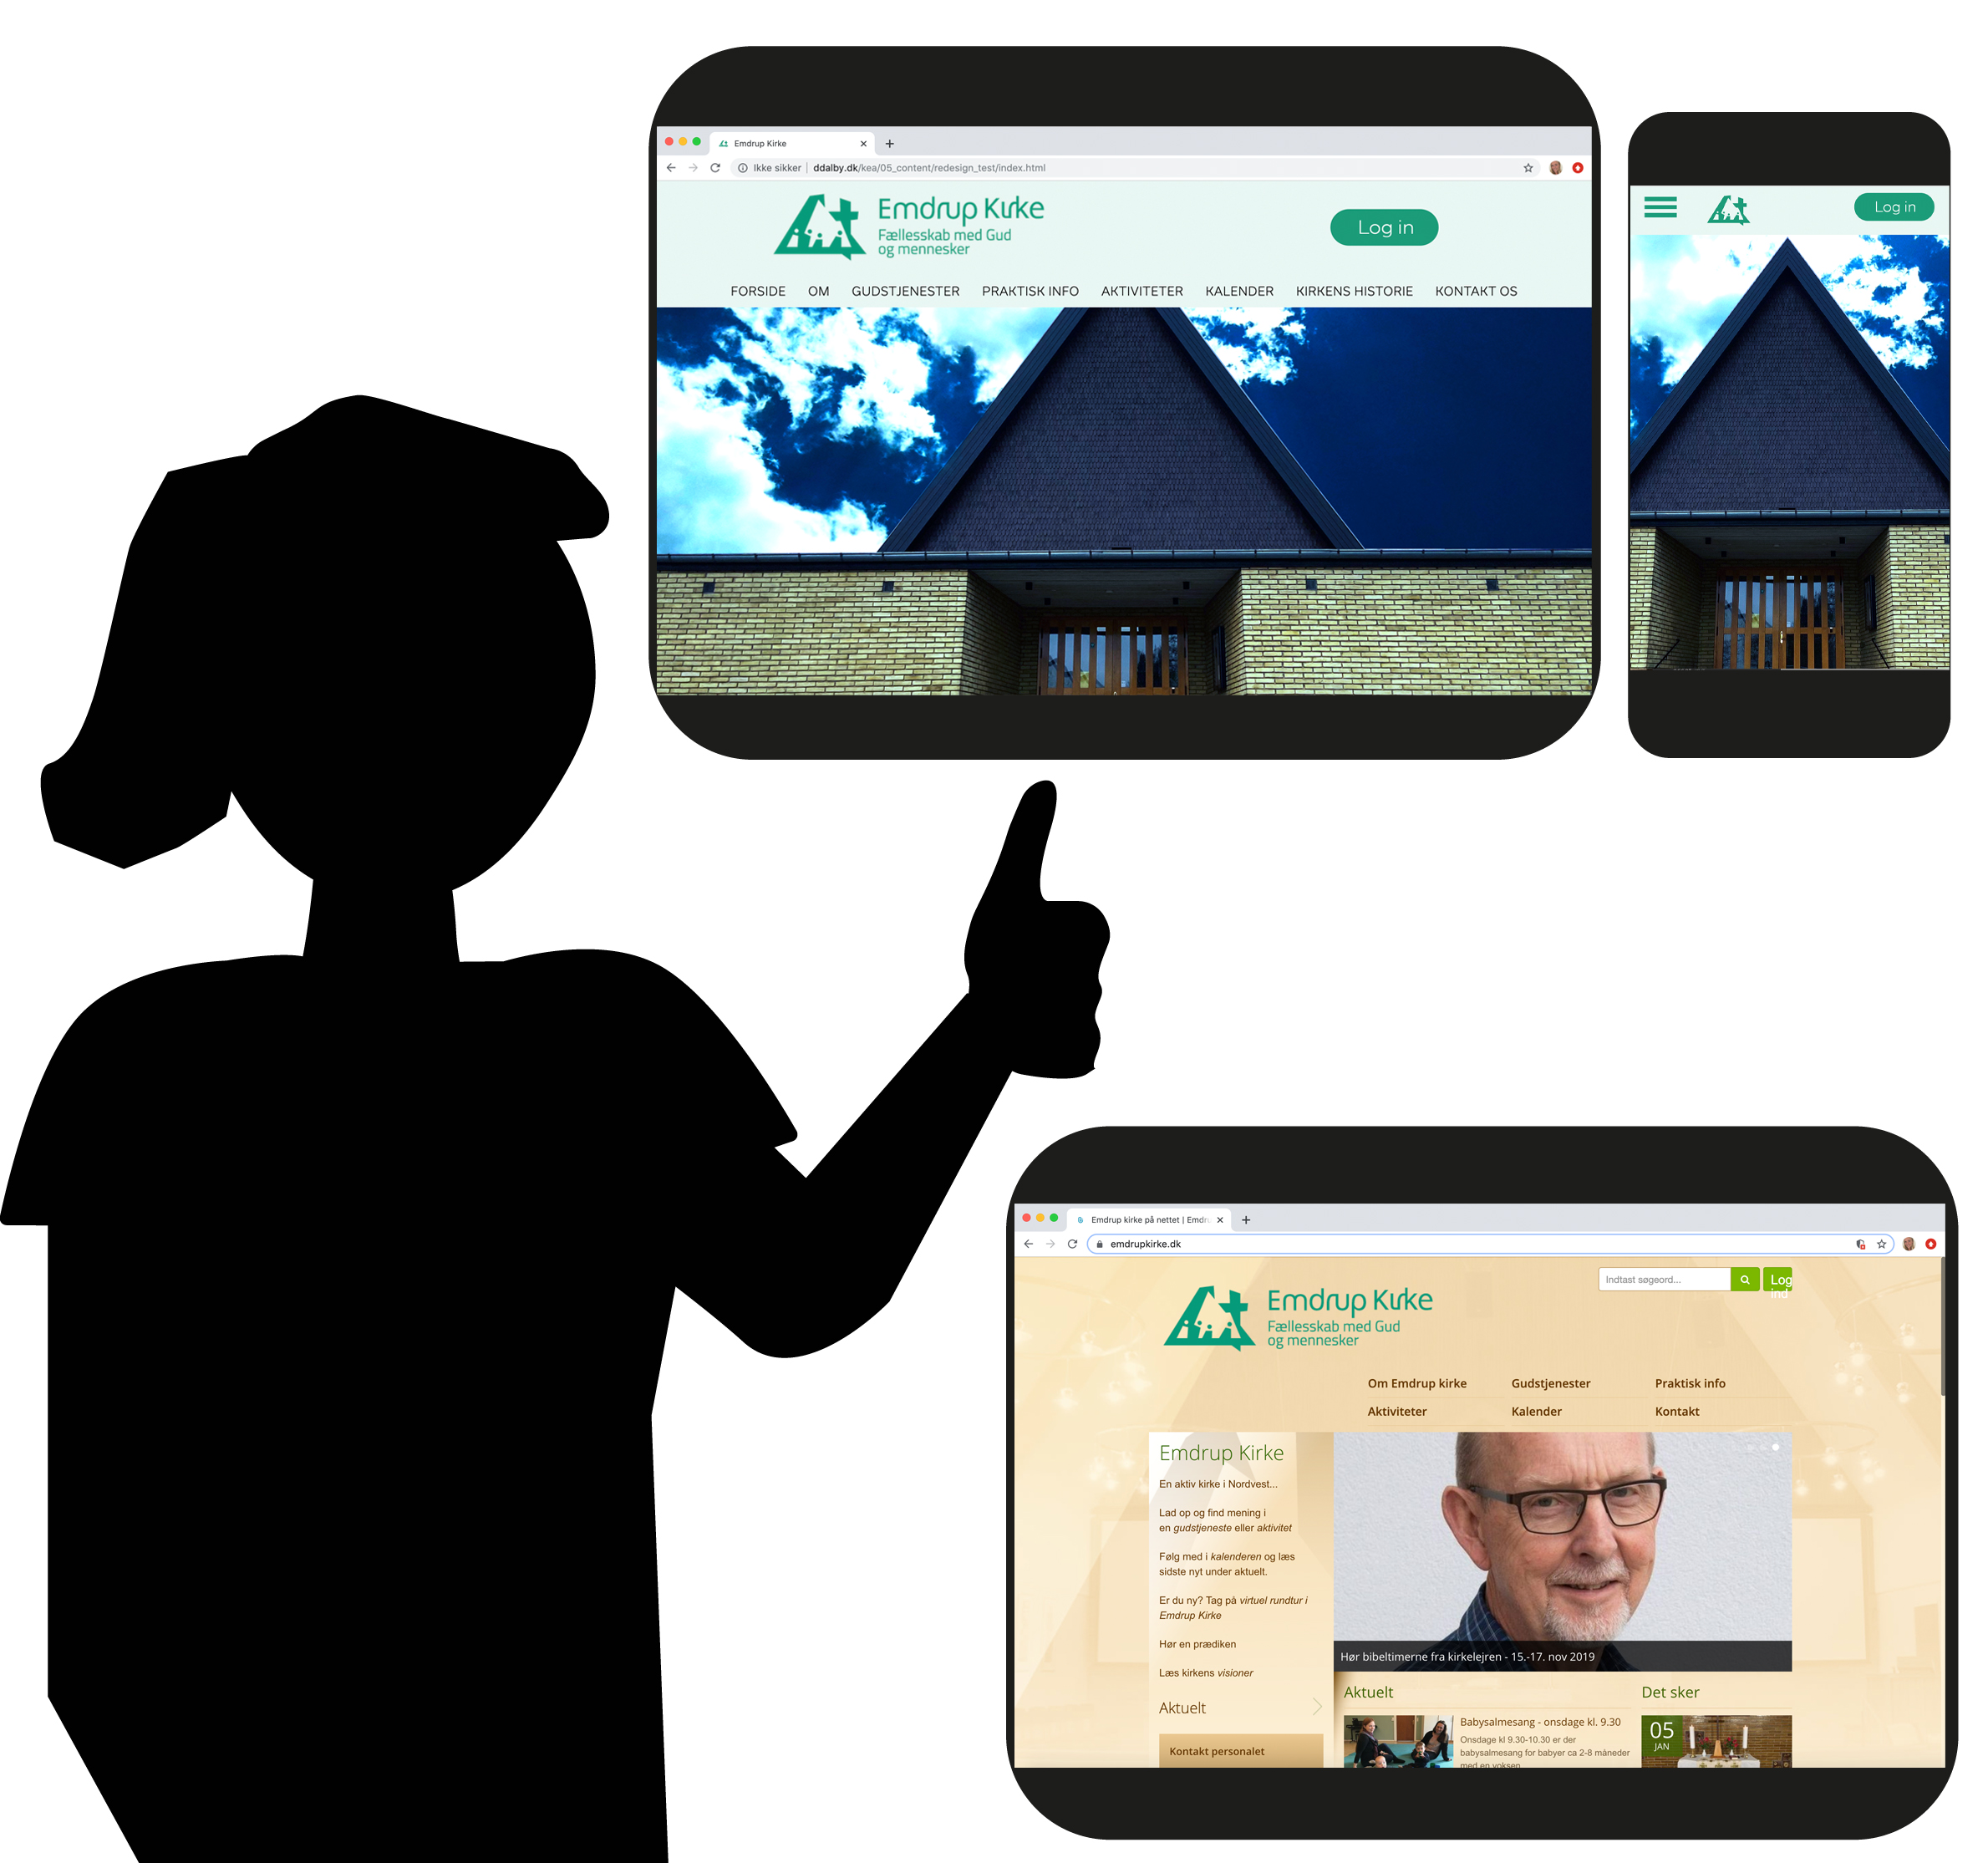 Emdrup Kirke
Ikke sikker | ddalby.dk/kea/05_content/redesign_test/index.html
Emdrup Kirke
Fællesskab med Gud
og mennesker
Log in
FORSIDE OM GUDSTJENESTER PRAKTISK INFO AKTIVITETER KALENDER KIRKENS HISTORIE KONTAKT OS
Log in
Emdrup kirke på nettet | Emdru
emdrupkirke.dk
Indtast søgeord...
Log
ind
Emdrup Kirke
Fællesskab med Gud
og mennesker
Om Emdrup kirke Gudstjenester Praktisk info
Aktiviteter Kalender Kontakt
Emdrup Kirke
En aktiv kirke i Nordvest...
Lad op og find mening i
en gudstjeneste eller aktivitet
Følg med i kalenderen og læs
sidste nyt under aktuelt.
Er du ny? Tag på virtuel rundtur i
Emdrup Kirke
Hør en prædiken
Læs kirkens visioner
Aktuelt
Kontakt personalet
Hør bibeltimerne fra kirkelejren - 15.-17. nov 2019
Aktuelt
Babysalmesang - onsdage kl. 9.30
Onsdage kl 9.30-10.30 er der
babysalmesang for babyer ca 2-8 måneder
med en voksen
Det sker
05
JAN